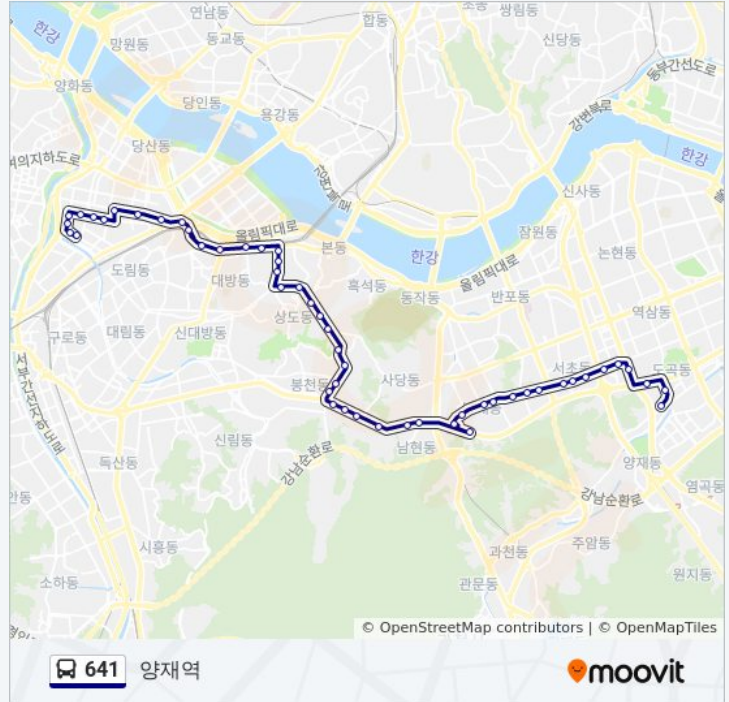 연남동
합동
쌍림동
한강
망원동
동교동
신당동
동부간선도로
양화동
당인동
용강동
강변북로
당산동
한강
여의지하도로
강변북로
신사동
올림픽대로
본동
한강
잠원동
논현동
도림동
대방동
흑석동
동작동
올림픽대로
반포동
역삼동
구로동
대림동
신대방동
상도동
서초동
도곡동
서부간선지하도로
봉천동
사당동
신림동
남현동
독산동
강남순환로
양재동
염곡동
강남순환로
시흥동
과천동
주암동
소하동
관문동
원지동
© OpenStreetMap contributors | © OpenMapTiles
641 양재역
moovit